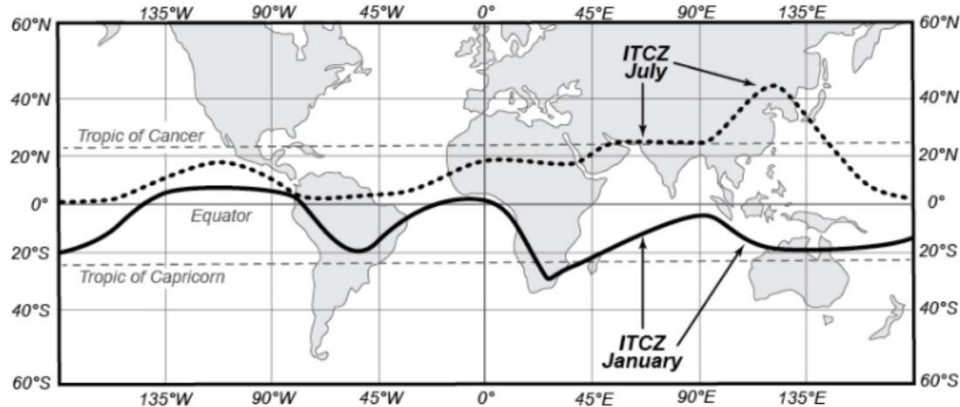 135°W 90°W 45°W 0° 45°E 90°E 135°E
60°N 60°N
ITCZ
July
40°N 40°N
Tropic of Cancer
20°N 20°N
0° 0°
Equator
20°S 20°S
Tropic of Capricorn
40°S 40°S
ITCZ
January
60°S 60°S
135°W 90°W 45°W 0° 45°E 90°E 135°E